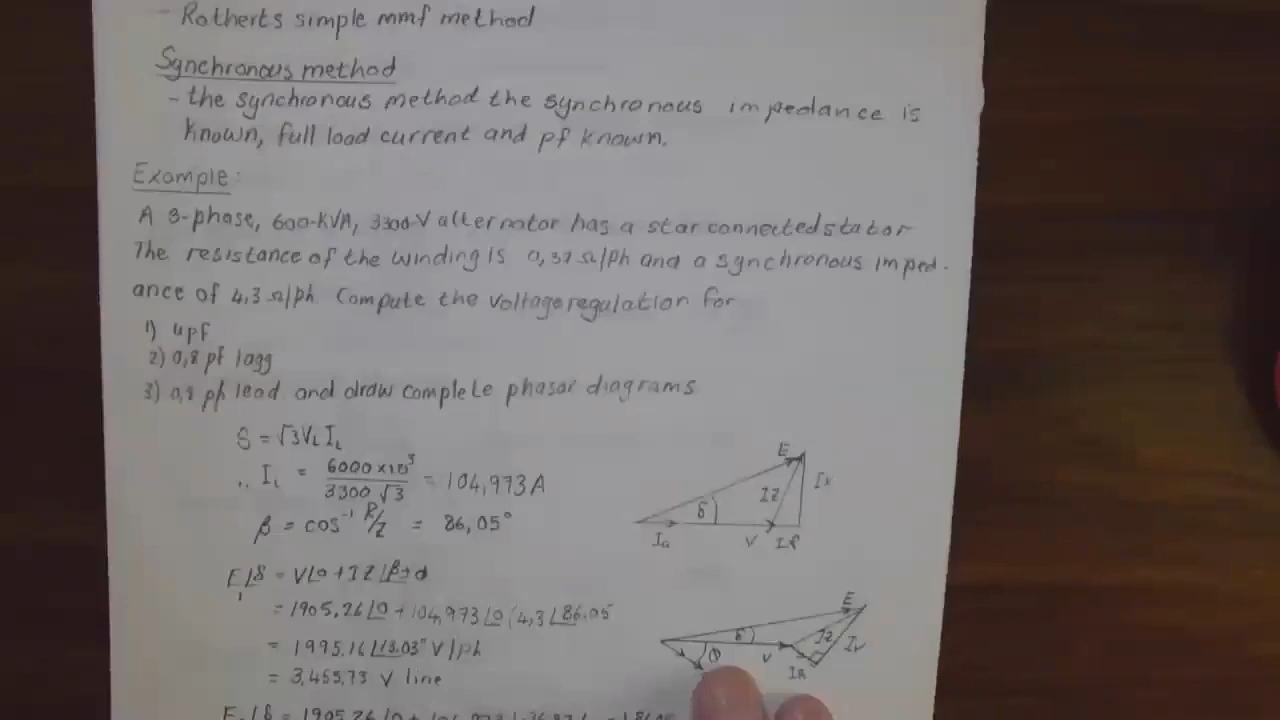 - Rotherts simple mmf method
Synchronous method
- the synchronous method the synchronous impedance is
known, full load current and pf known.
Example:
A 3-phase, 600-KVA, 3300-V alternator has a star connected stator
The resistance of the winding is 0,37 Ω/ph and a synchronous imped-
ance of 4,3 Ω/ph. Compute the voltage regulation for
1) upf
2) 0,8 pf lagg
3) 0,8 pf lead and draw complete phasor diagrams
S = √3 VL IL
∴ IL = 6000 × 10³ / 3300 √3 = 104,973 A
β = cos⁻¹ R/Z = 86,05°
E δ
IZ
Ix
Ia V IR
E1∠δ = V∠0 + IZ∠β-φ
= 1905,26∠0 + 104,973∠0 (4,3∠86.05
= 1995.16∠13.03° V/ph
= 3,455,73 V line
E
δ IZ Ix
θ V IR
= 1905,26∠0 +